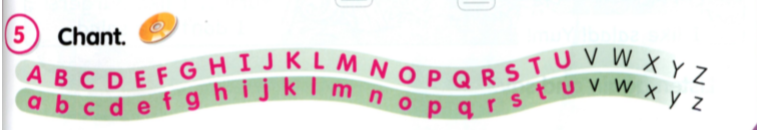 5 Chant.
A B C D E F G H I J K L M N O P Q R S T U V W X Y Z
a b c d e f g h i j k l m n o p q r s t u v w x y z